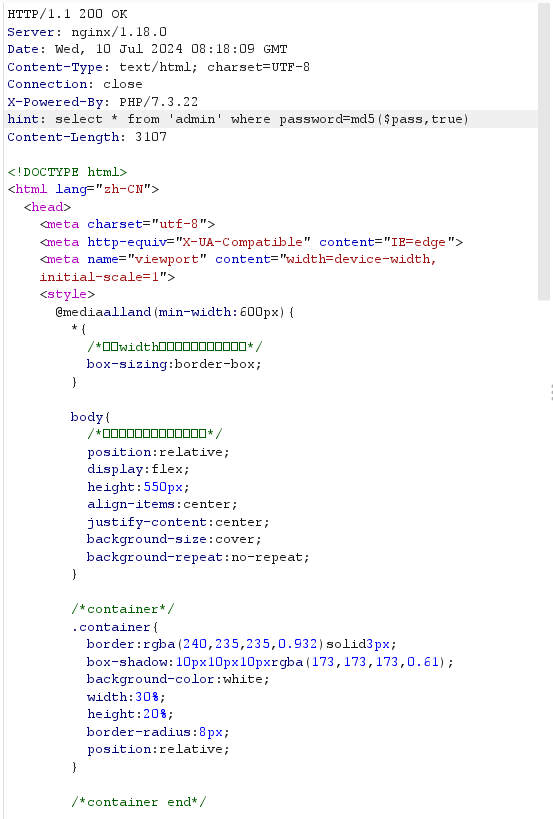 HTTP/1.1 200 OK
Server: nginx/1.18.0
Date: Wed, 10 Jul 2024 08:18:09 GMT
Content-Type: text/html; charset=UTF-8
Connection: close
X-Powered-By: PHP/7.3.22
hint: select * from 'admin' where password=md5($pass,true)
Content-Length: 3107
<!DOCTYPE html>
<html lang="zh-CN">
<head>
<meta charset="utf-8">
<meta http-equiv="X-UA-Compatible" content="IE=edge">
<meta name="viewport" content="width=device-width,
initial-scale=1">
<style>
@mediaalland(min-width:600px){
*{
/*□□width□□□□□□□□□□□*/
box-sizing:border-box;
}
body{
/*□□□□□□□□□□□□□*/
position:relative;
display:flex;
height:550px;
align-items:center;
justify-content:center;
background-size:cover;
background-repeat:no-repeat;
}
/*container*/
.container{
border:rgba(240,235,235,0.932)solid3px;
box-shadow:10px10px10pxrgba(173,173,173,0.61);
background-color:white;
width:30%;
height:20%;
border-radius:8px;
position:relative;
}
/*container end*/